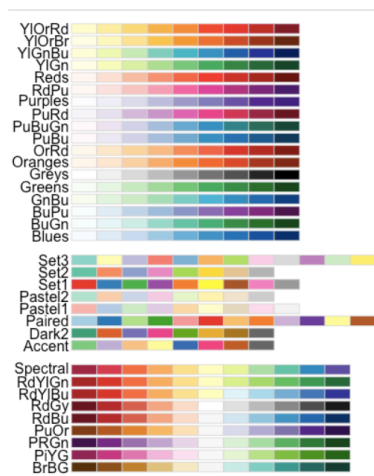 YlOrRd
YlOrBr
YlGnBu
YlGn
Reds
RdPu
Purples
PuRd
PuBuGn
PuBu
OrRd
Oranges
Greys
Greens
GnBu
BuPu
BuGn
Blues
Set3
Set2
Set1
Pastel2
Pastel1
Paired
Dark2
Accent
Spectral
RdYlGn
RdYlBu
RdGy
RdBu
PuOr
PRGn
PiYG
BrBG